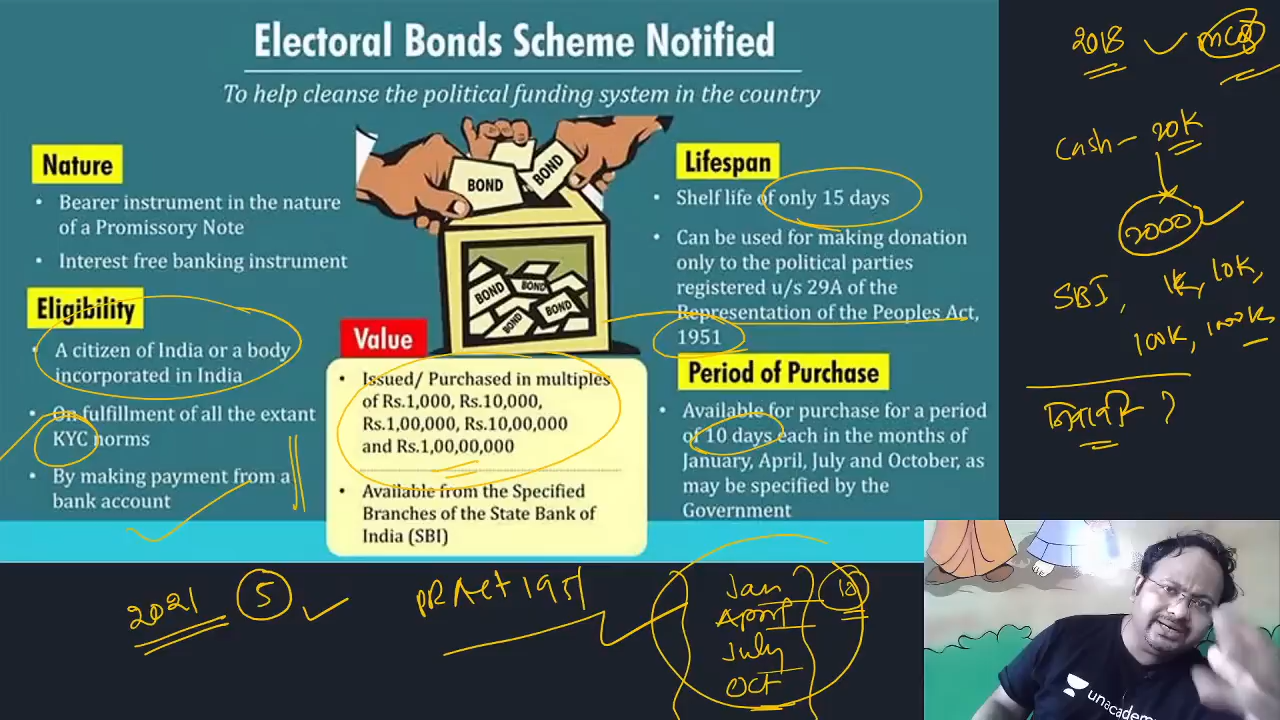 Electoral Bonds Scheme Notified
To help cleanse the political funding system in the country
Nature
• Bearer instrument in the nature
of a Promissory Note
• Interest free banking instrument
Eligibility
• A citizen of India or a body
incorporated in India
• On fulfillment of all the extant
KYC norms
• By making payment from a
bank account
BOND
BOND
BOND
BOND
BOND
BOND
BOND
Value
• Issued/ Purchased in multiples
of Rs.1,000, Rs.10,000,
Rs.1,00,000, Rs.10,00,000
and Rs.1,00,00,000
• Available from the Specified
Branches of the State Bank of
India (SBI)
Lifespan
• Shelf life of only 15 days
• Can be used for making donation
only to the political parties
registered u/s 29A of the
Representation of the Peoples Act,
1951
Period of Purchase
• Available for purchase for a period
of 10 days each in the months of
January, April, July and October, as
may be specified by the
Government
2018
Cash - 20K
2000
SBI, 1K, 10K,
100K, 1000K
2021 5
PR Act 1951
Jan
April
July
OCT
unacadem